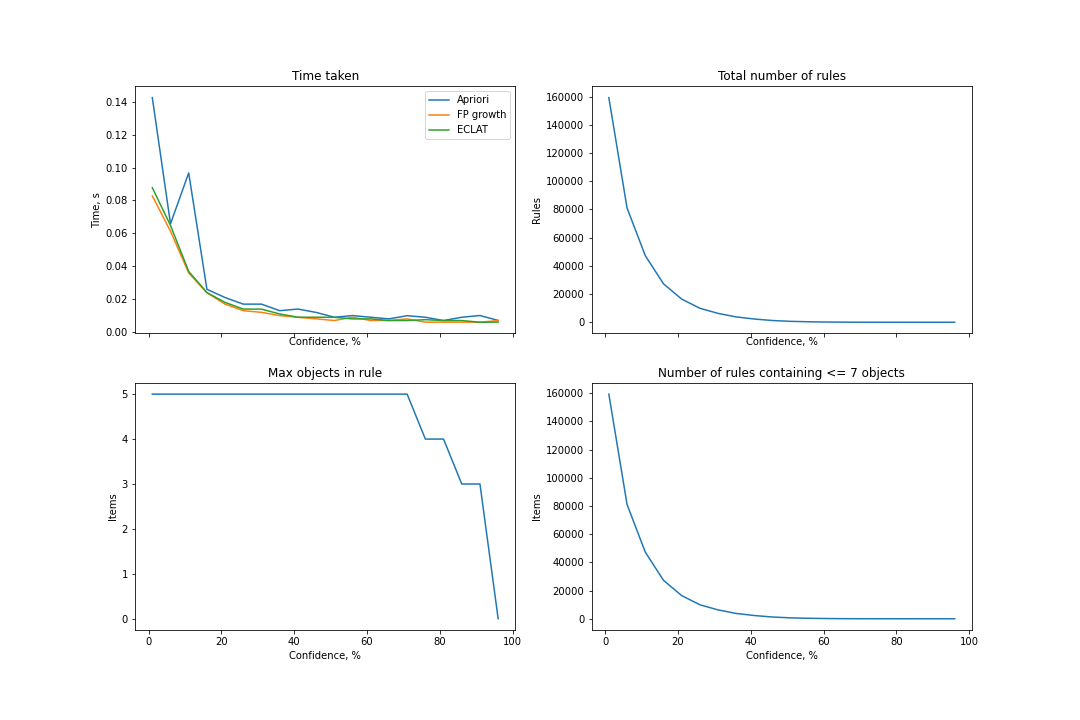 Time taken
0.14
0.12
0.10
0.08
0.06
0.04
0.02
0.00
Time, s
Apriori
FP growth
ECLAT
Confidence, %
Total number of rules
160000
140000
120000
100000
80000
60000
40000
20000
0
Rules
Confidence, %
Max objects in rule
5
4
3
2
1
0
Items
0 20 40 60 80 100
Confidence, %
Number of rules containing <= 7 objects
160000
140000
120000
100000
80000
60000
40000
20000
0
Items
0 20 40 60 80 100
Confidence, %